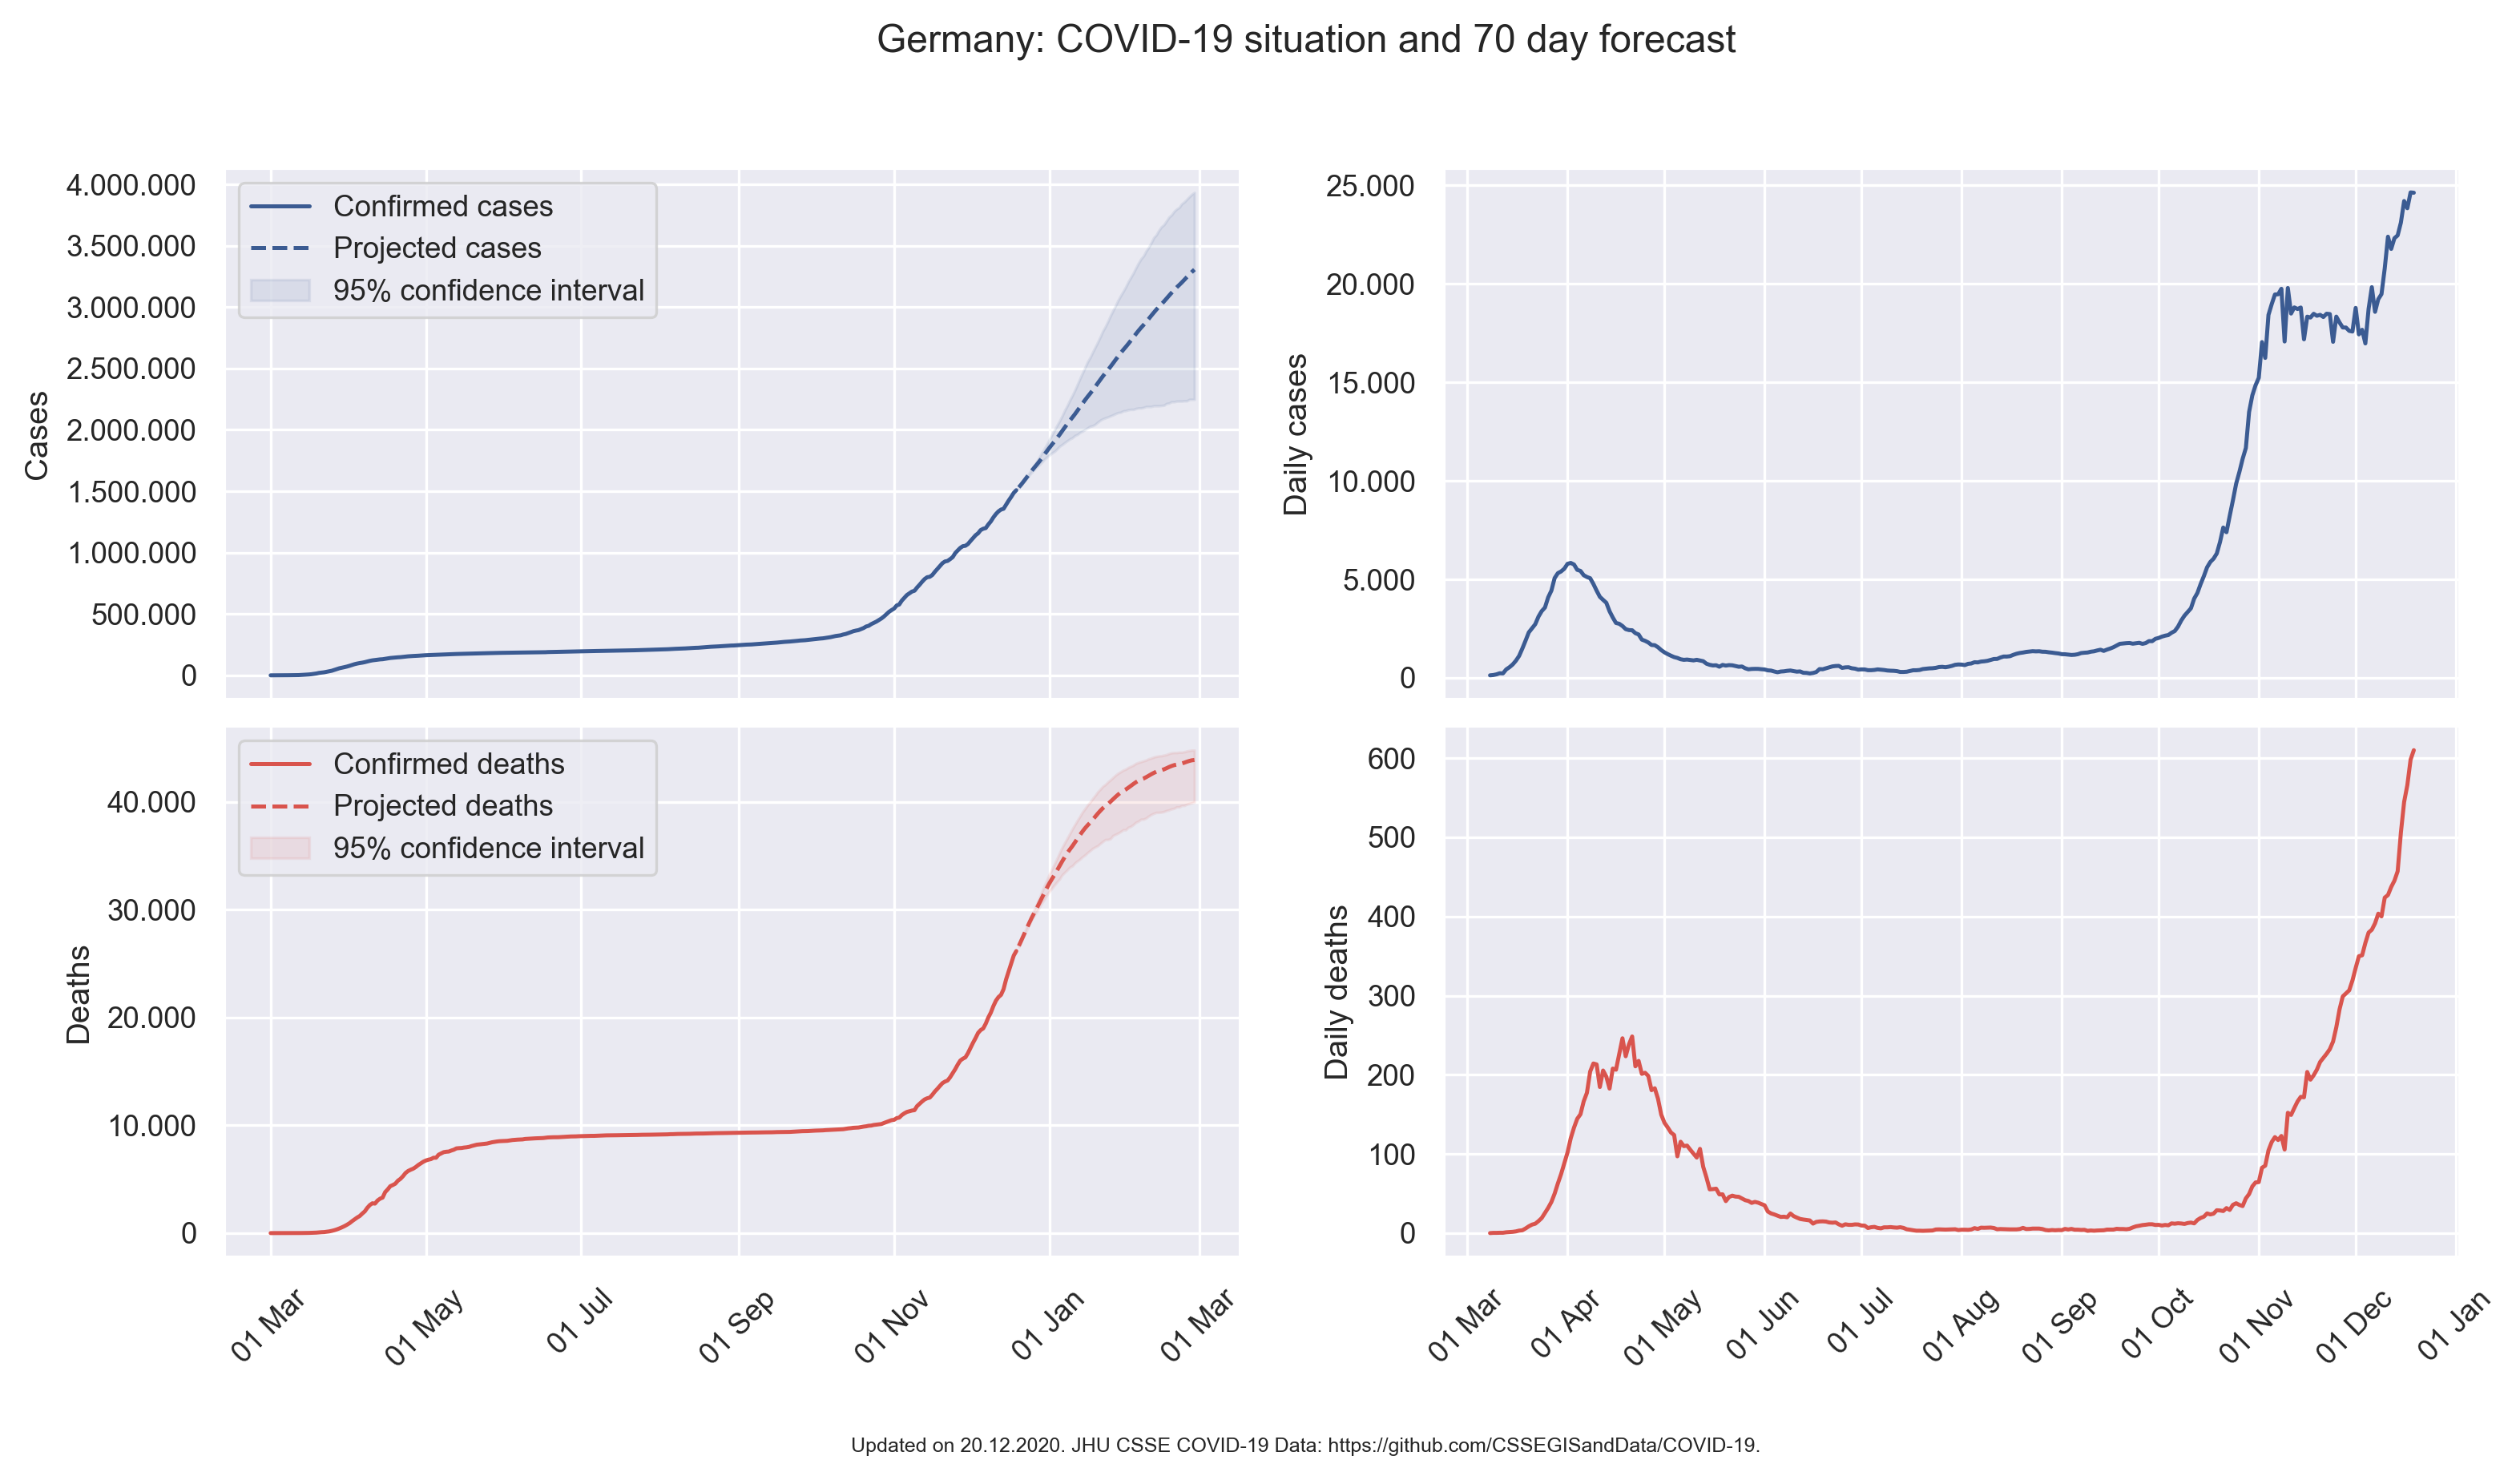 Germany: COVID-19 situation and 70 day forecast
4.000.000
3.500.000
3.000.000
2.500.000
2.000.000
1.500.000
1.000.000
500.000
0
Cases
Confirmed cases
Projected cases
95% confidence interval
25.000
20.000
15.000
10.000
5.000
0
Daily cases
40.000
30.000
20.000
10.000
0
Deaths
Confirmed deaths
Projected deaths
95% confidence interval
01 Mar
01 May
01 Jul
01 Sep
01 Nov
01 Jan
01 Mar
600
500
400
300
200
100
0
Daily deaths
01 Mar
01 Apr
01 May
01 Jun
01 Jul
01 Aug
01 Sep
01 Oct
01 Nov
01 Dec
01 Jan
Updated on 20.12.2020. JHU CSSE COVID-19 Data: https://github.com/CSSEGISandData/COVID-19.